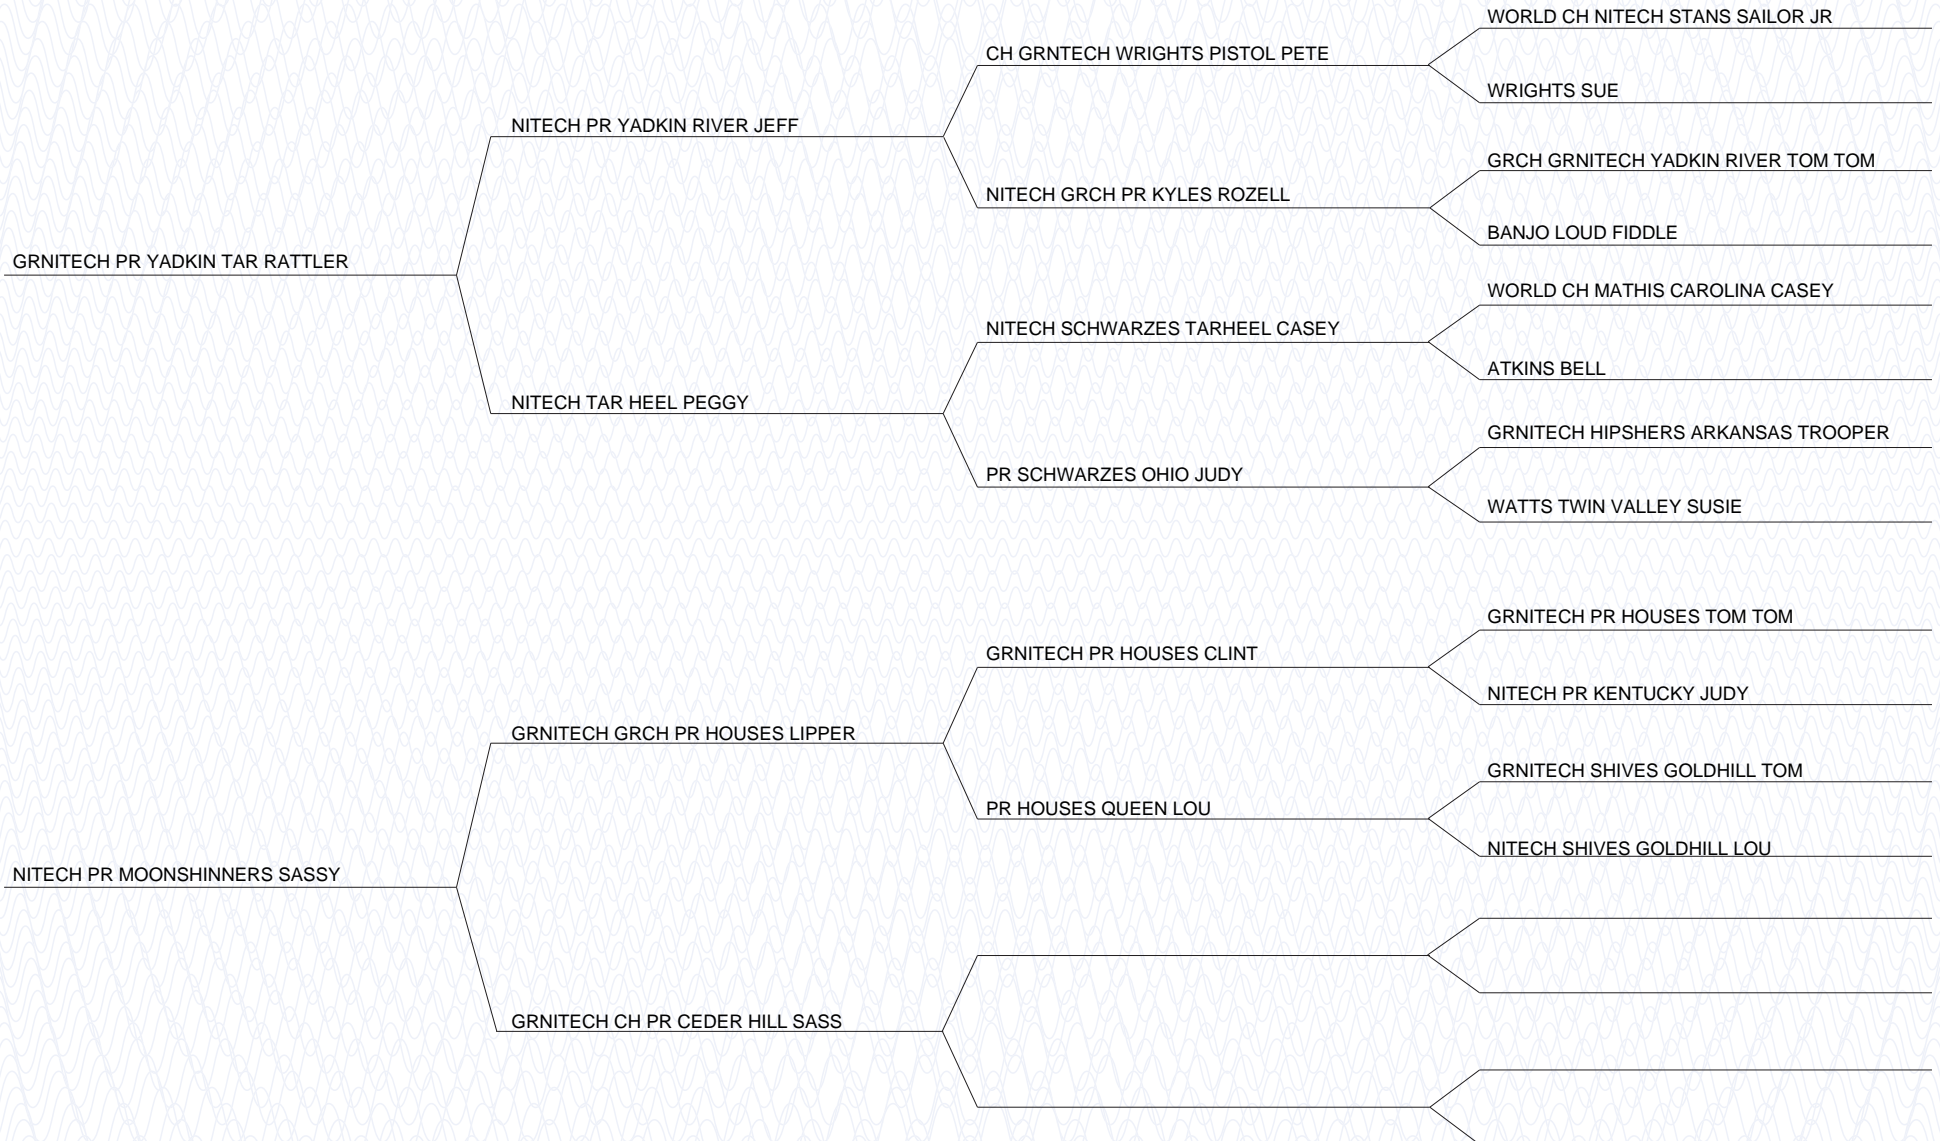 WORLD CH NITECH STANS SAILOR JR
CH GRNTECH WRIGHTS PISTOL PETE
WRIGHTS SUE
NITECH PR YADKIN RIVER JEFF
GRCH GRNITECH YADKIN RIVER TOM TOM
NITECH GRCH PR KYLES ROZELL
BANJO LOUD FIDDLE
GRNITECH PR YADKIN TAR RATTLER
WORLD CH MATHIS CAROLINA CASEY
NITECH SCHWARZES TARHEEL CASEY
ATKINS BELL
NITECH TAR HEEL PEGGY
GRNITECH HIPSHERS ARKANSAS TROOPER
PR SCHWARZES OHIO JUDY
WATTS TWIN VALLEY SUSIE
GRNITECH PR HOUSES TOM TOM
GRNITECH PR HOUSES CLINT
NITECH PR KENTUCKY JUDY
GRNITECH GRCH PR HOUSES LIPPER
GRNITECH SHIVES GOLDHILL TOM
PR HOUSES QUEEN LOU
NITECH SHIVES GOLDHILL LOU
NITECH PR MOONSHINNERS SASSY
GRNITECH CH PR CEDER HILL SASS